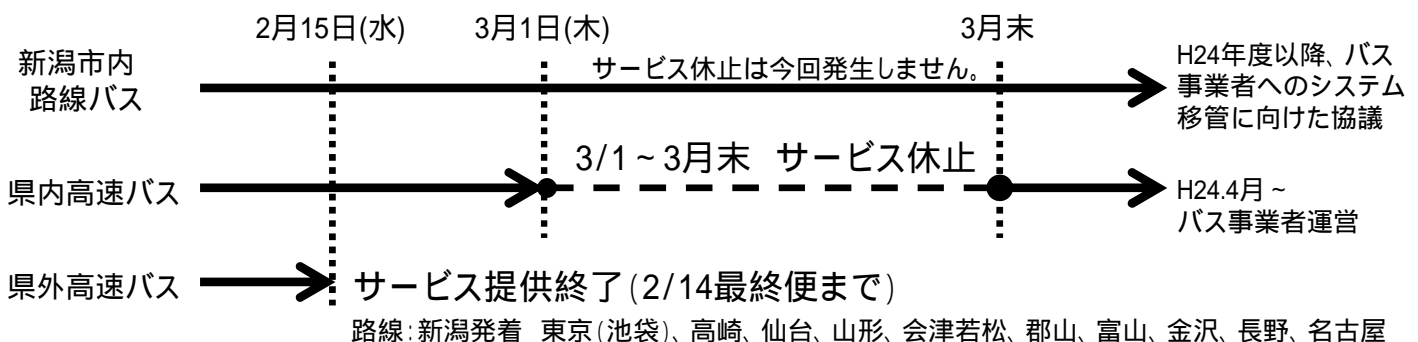 2月15日(水) 3月1日(木) 3月末
新潟市内
路線バス
サービス休止は今回発生しません。
H24年度以降、バス
事業者へのシステム
移管に向けた協議
県内高速バス
3/1~3月末 サービス休止
H24.4月~
バス事業者運営
県外高速バス
サービス提供終了(2/14最終便まで)
路線:新潟発着 東京(池袋)、高崎、仙台、山形、会津若松、郡山、富山、金沢、長野、名古屋